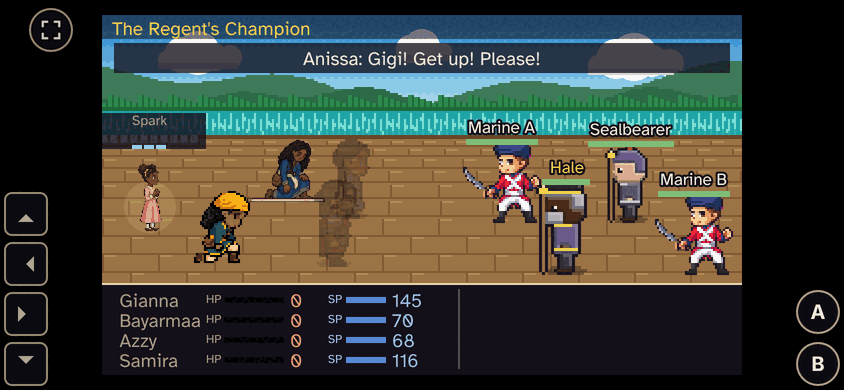 The Regent's Champion
Anissa: Gigi! Get up! Please!
Spark
Marine A
Sealbearer
Hale
Marine B
Gianna HP 0 SP 145
Bayarmaa HP 0 SP 70
Azzy HP 0 SP 68
Samira HP 0 SP 116
A
B